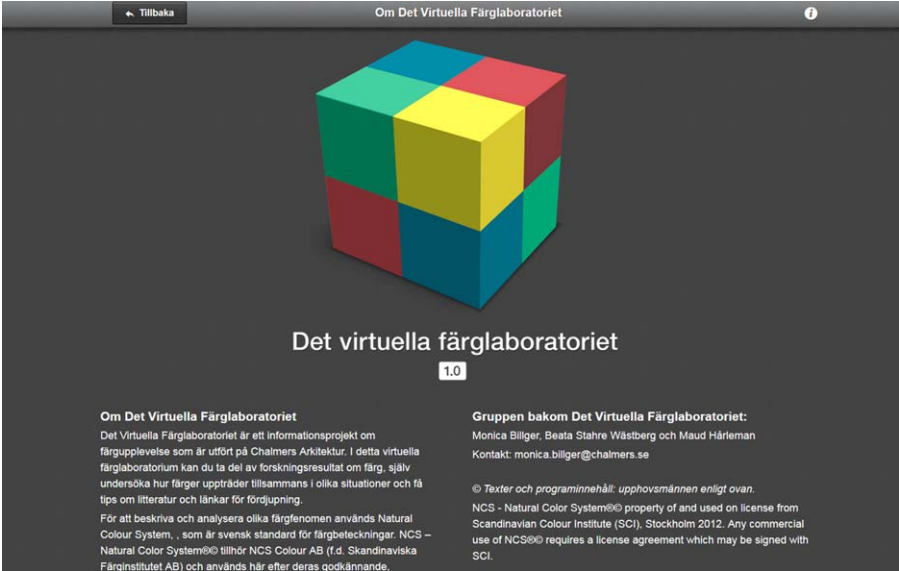 Tillbaka
Om Det Virtuella Färglaboratoriet
Det virtuella färglaboratoriet
1.0
Om Det Virtuella Färglaboratoriet
Det Virtuella Färglaboratoriet är ett informationsprojekt om
färgupplevelse som är utfört på Chalmers Arkitektur. I detta virtuella
färglaboratorium kan du ta del av forskningsresultat om färg, själv
undersöka hur färger uppträder tillsammans i olika situationer och få
tips om litteratur och länkar för fördjupning.
För att beskriva och analysera olika färgfenomen används Natural
Colour System, , som är svensk standard för färgbeteckningar. NCS –
Natural Color System®© tillhör NCS Colour AB (f.d. Skandinaviska
Färginstitutet AB) och används här efter deras godkännande,
Gruppen bakom Det Virtuella Färglaboratoriet:
Monica Billger, Beata Stahre Wästberg och Maud Hårleman
Kontakt: monica.billger@chalmers.se
© Texter och programinnehåll: upphovsmännen enligt ovan.
NCS - Natural Color System®© property of and used on license from
Scandinavian Colour Institute (SCI), Stockholm 2012. Any commercial
use of NCS®© requires a license agreement which may be signed with
SCI.